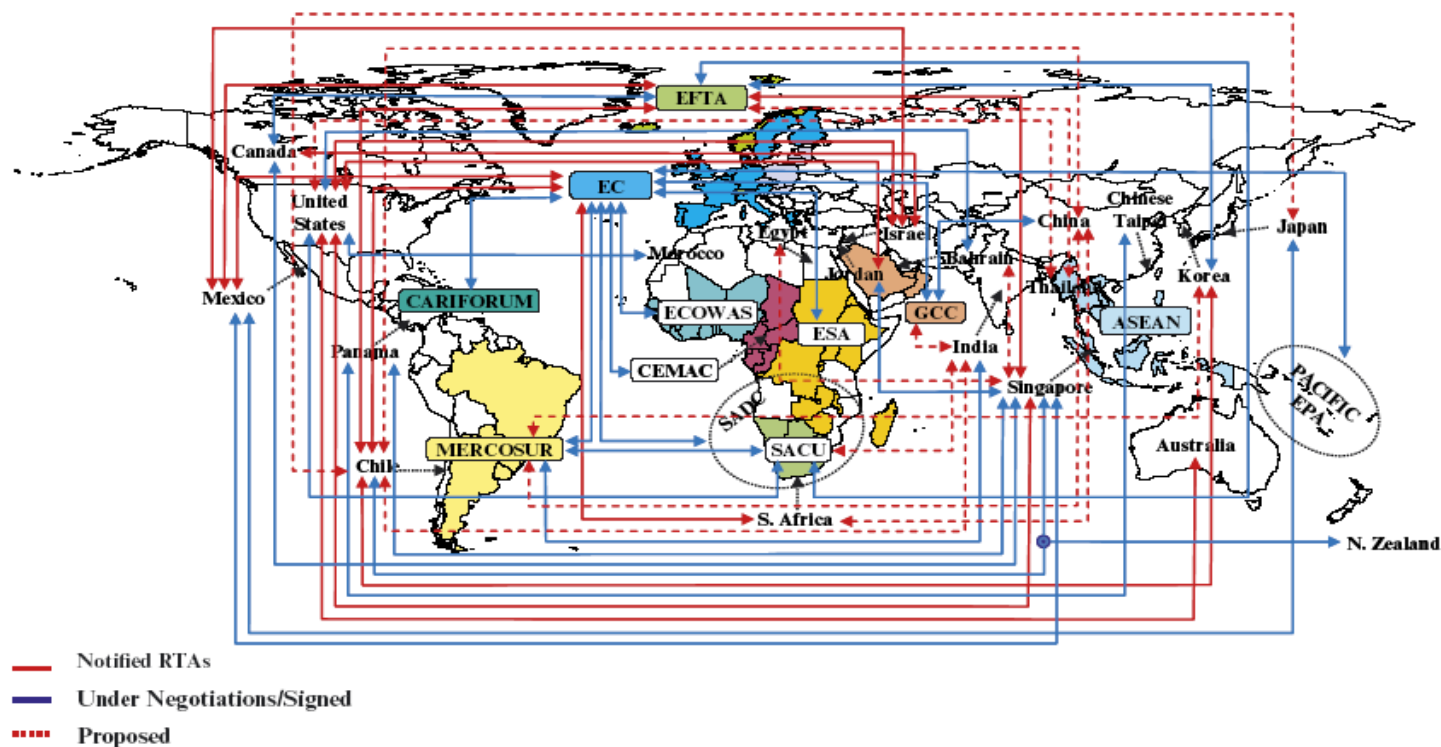 EFTA
Canada
EC
United
States
Egypt
Israel
China
Chinese
Taipai
Japan
Morocco
Jordan
Bahrain
Thailand
Korea
Mexico
CARIFORUM
ECOWAS
ESA
GCC
ASEAN
Panama
CEMAC
India
Singapore
PACIFIC
EPA
SADC
MERCOSUR
SACU
Australia
Chile
S. Africa
N. Zealand
Notified RTAs
Under Negotiations/Signed
Proposed